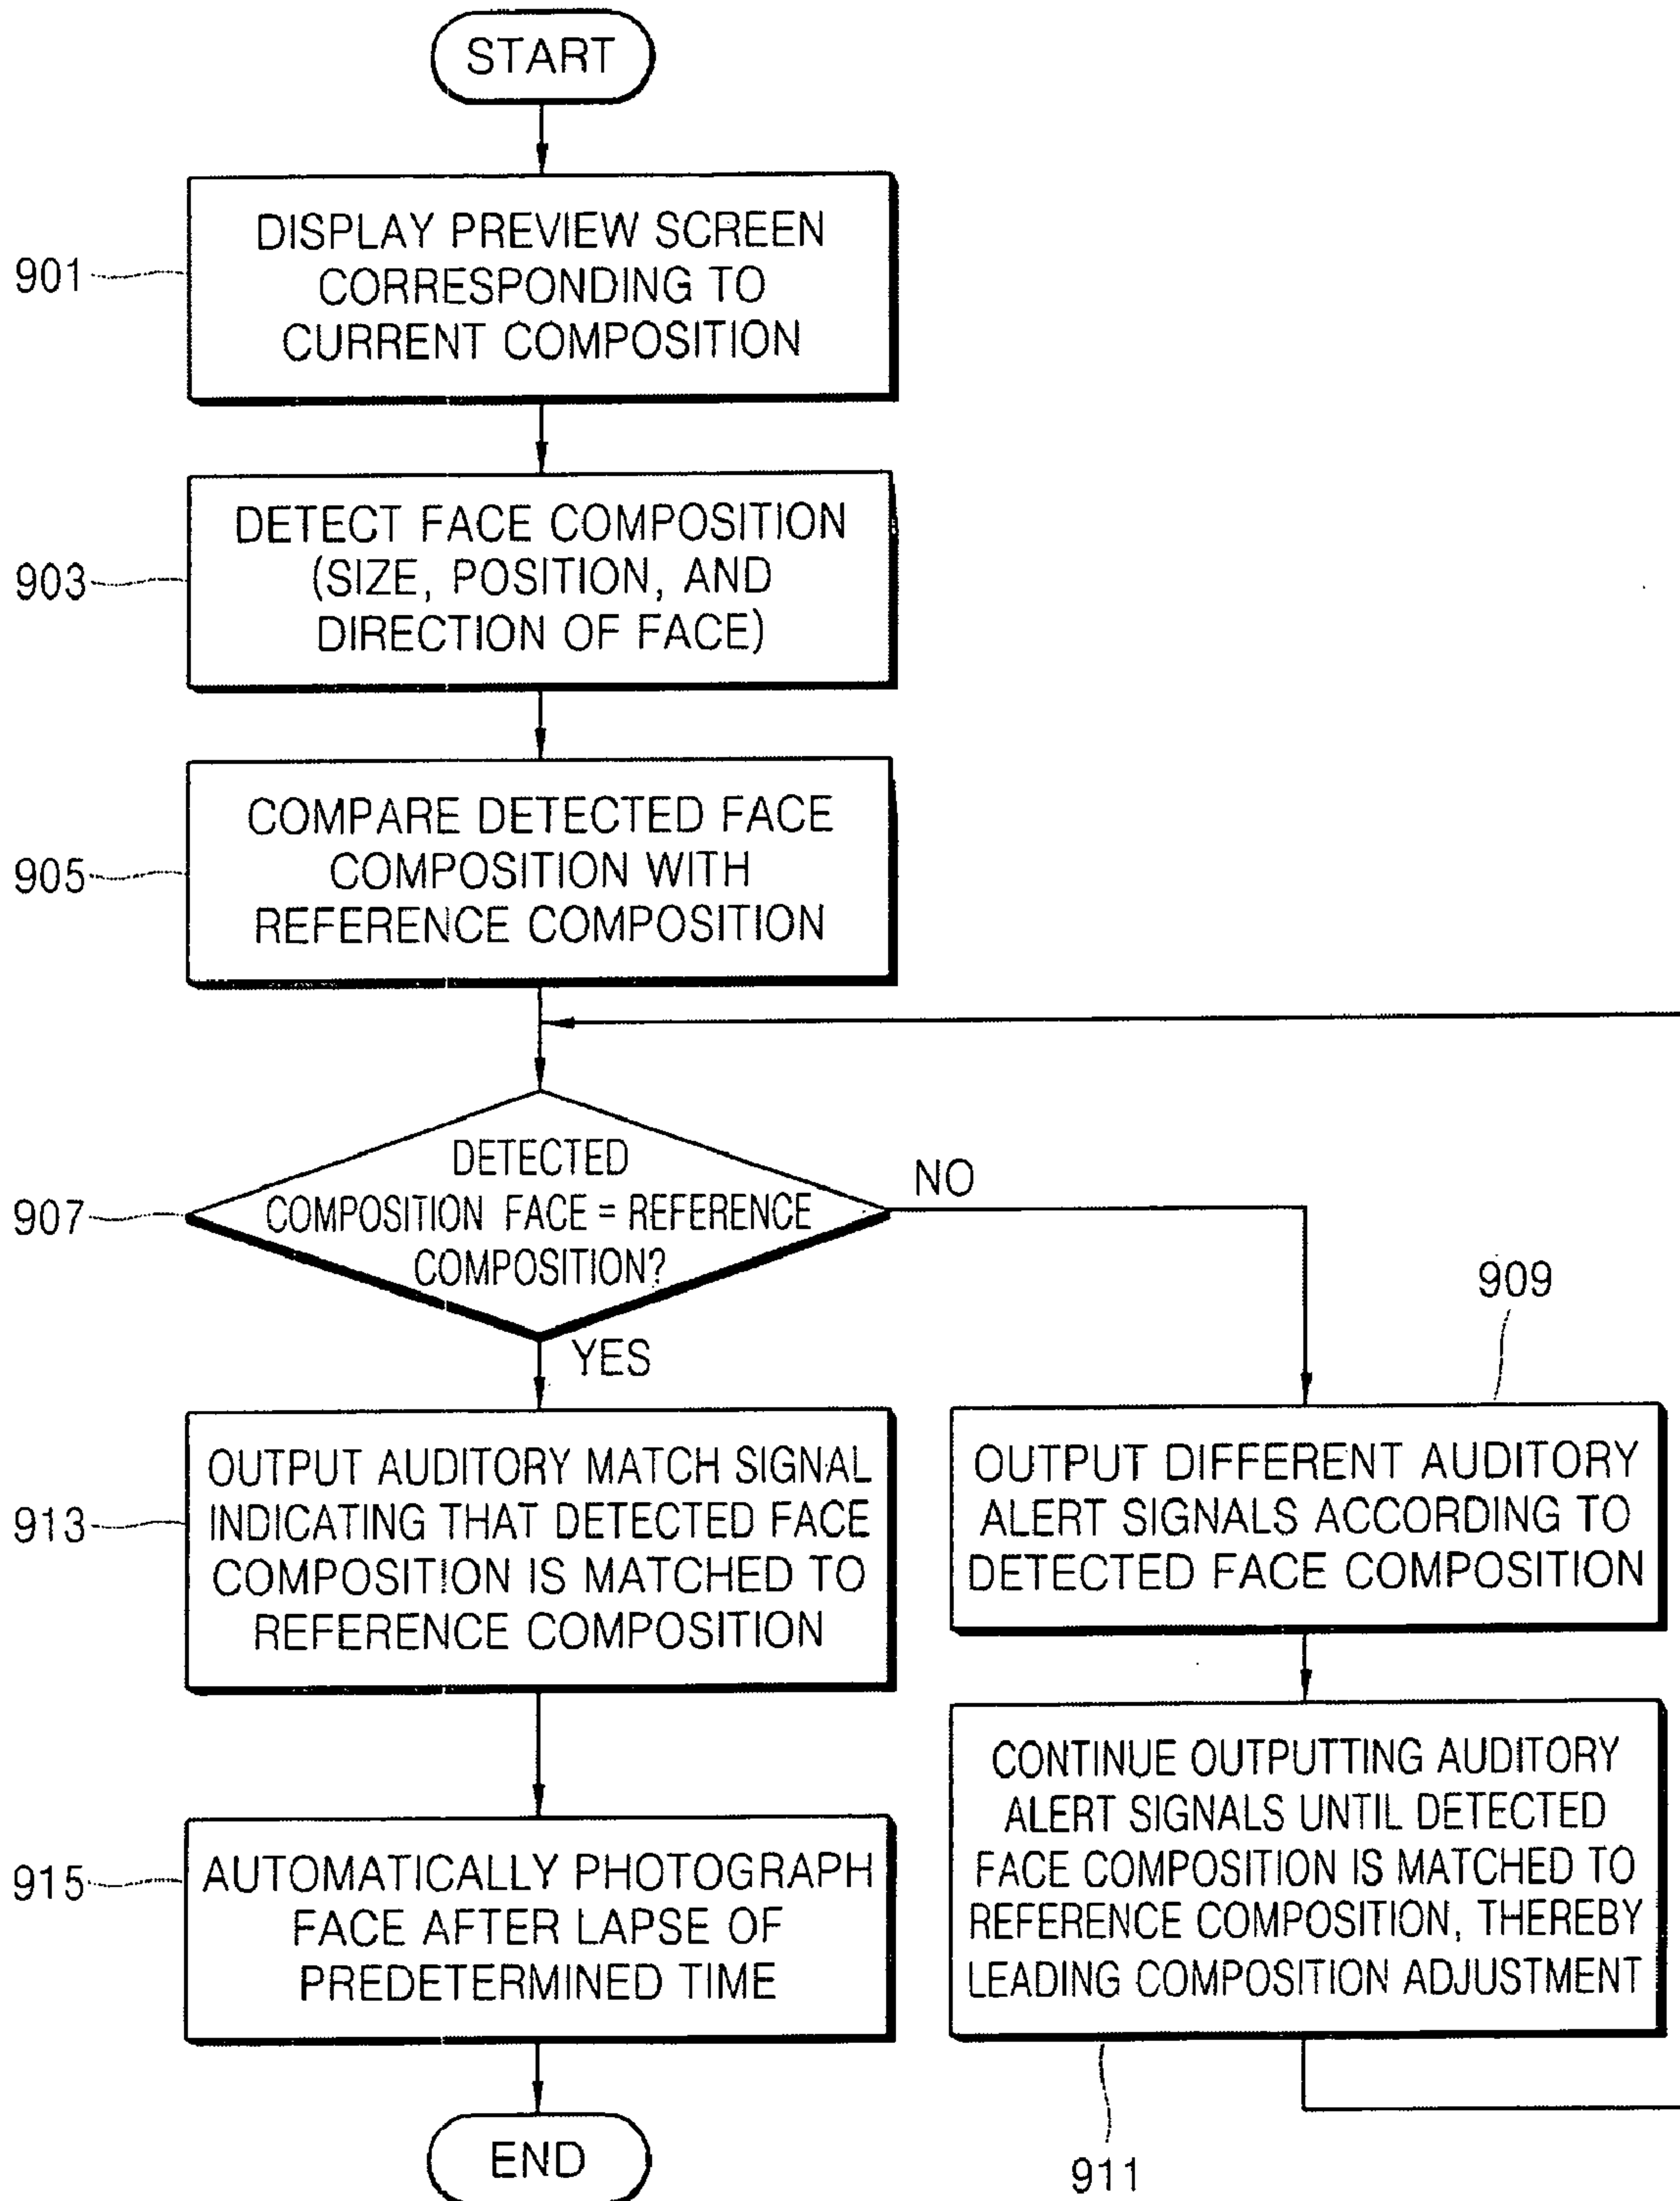 START
901
DISPLAY PREVIEW SCREEN
CORRESPONDING TO
CURRENT COMPOSITION
903
DETECT FACE COMPOSITION
(SIZE, POSITION, AND
DIRECTION OF FACE)
905
COMPARE DETECTED FACE
COMPOSITION WITH
REFERENCE COMPOSITION
907
DETECTED
COMPOSITION FACE = REFERENCE
COMPOSITION?
NO
YES
909
OUTPUT DIFFERENT AUDITORY
ALERT SIGNALS ACCORDING TO
DETECTED FACE COMPOSITION
913
OUTPUT AUDITORY MATCH SIGNAL
INDICATING THAT DETECTED FACE
COMPOSITION IS MATCHED TO
REFERENCE COMPOSITION
CONTINUE OUTPUTTING AUDITORY
ALERT SIGNALS UNTIL DETECTED
FACE COMPOSITION IS MATCHED TO
REFERENCE COMPOSITION, THEREBY
LEADING COMPOSITION ADJUSTMENT
911
915
AUTOMATICALLY PHOTOGRAPH
FACE AFTER LAPSE OF
PREDETERMINED TIME
END